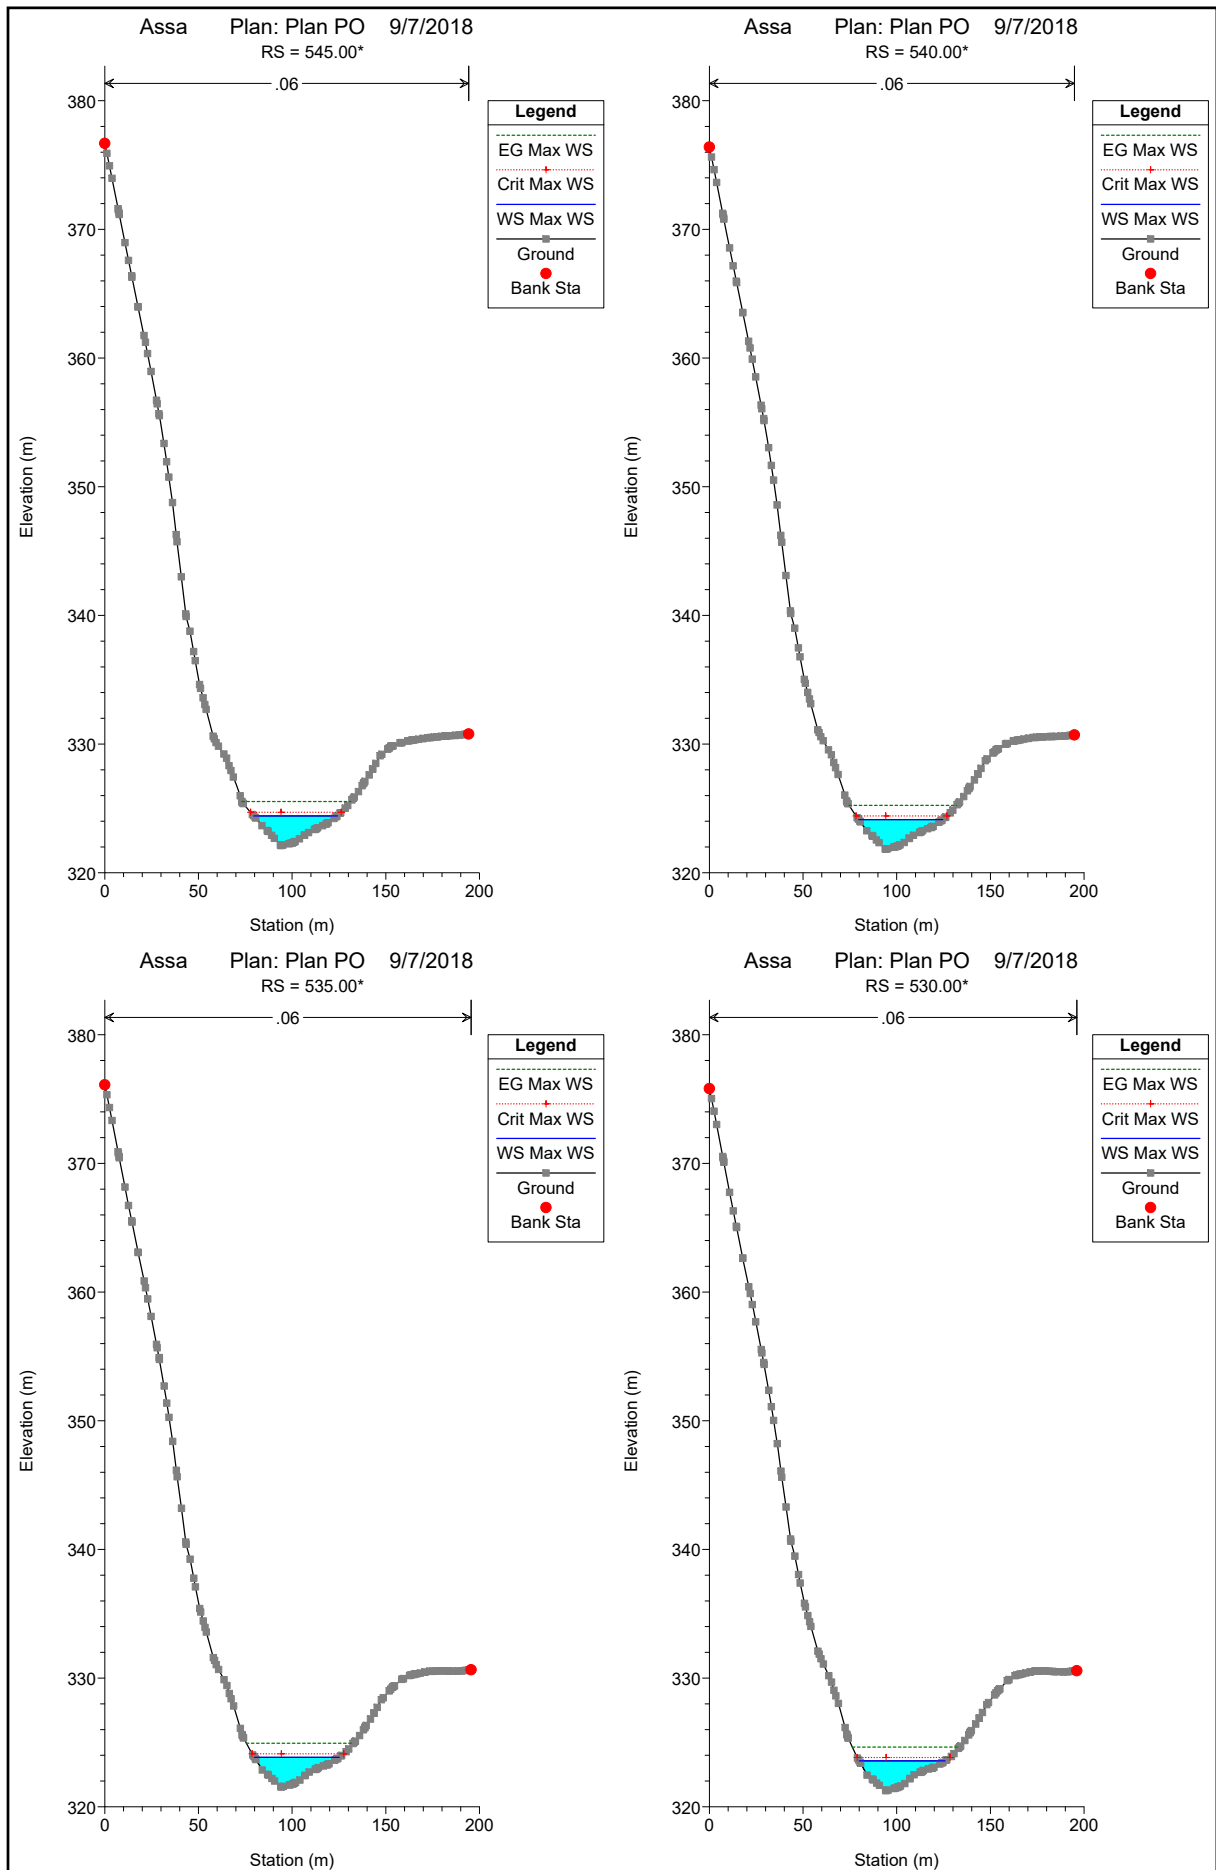 Assa Plan: Plan PO 9/7/2018
RS = 545.00*
.06
Legend
EG Max WS
Crit Max WS
WS Max WS
Ground
Bank Sta
380
370
360
350
340
330
320
0 50 100 150 200
Elevation (m)
Station (m)
Assa Plan: Plan PO 9/7/2018
RS = 540.00*
.06
Legend
EG Max WS
Crit Max WS
WS Max WS
Ground
Bank Sta
380
370
360
350
340
330
320
0 50 100 150 200
Elevation (m)
Station (m)
Assa Plan: Plan PO 9/7/2018
RS = 535.00*
.06
Legend
EG Max WS
Crit Max WS
WS Max WS
Ground
Bank Sta
380
370
360
350
340
330
320
0 50 100 150 200
Elevation (m)
Station (m)
Assa Plan: Plan PO 9/7/2018
RS = 530.00*
.06
Legend
EG Max WS
Crit Max WS
WS Max WS
Ground
Bank Sta
380
370
360
350
340
330
320
0 50 100 150 200
Elevation (m)
Station (m)